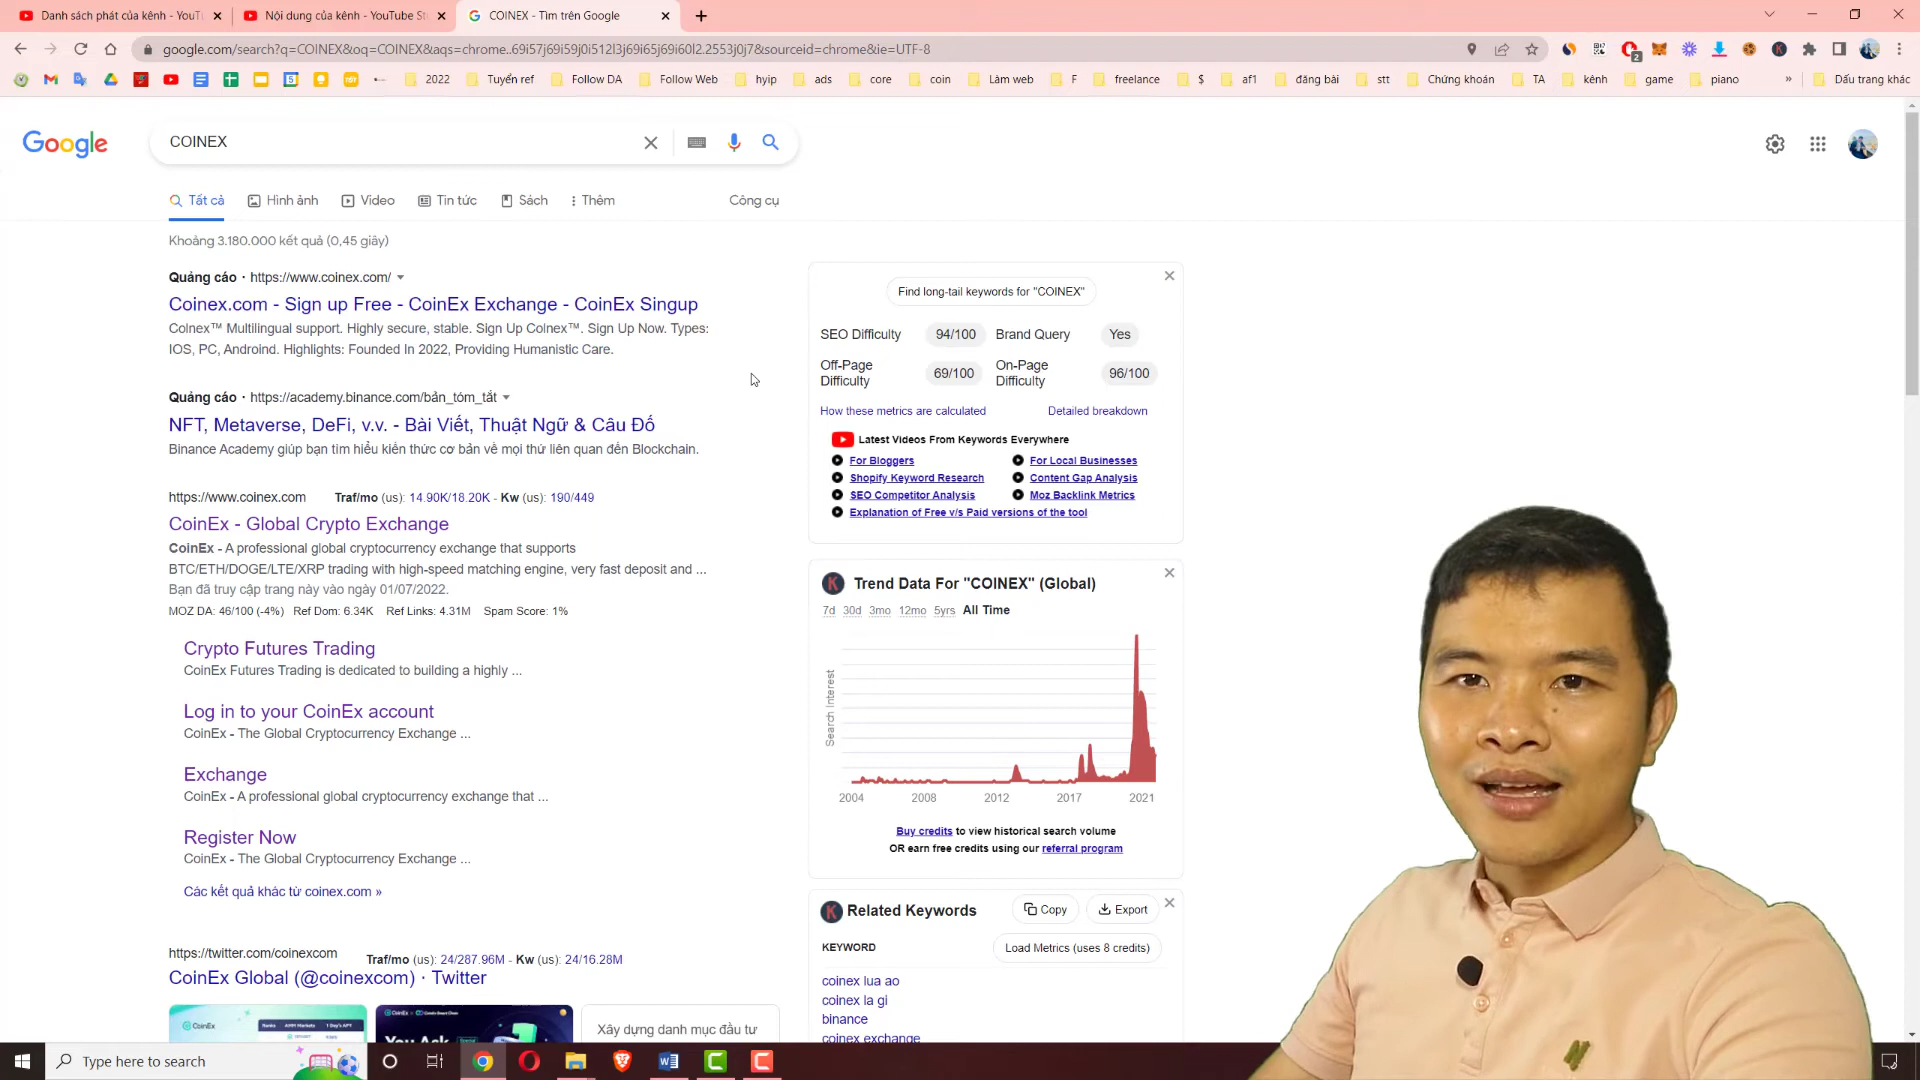 Danh sách phát của kênh - YouT
Nội dung của kênh - YouTube St
COINEX - Tìm trên Google
google.com/search?q=COINEX&oq=COINEX&aqs=chrome..69i57j69i59j0i512l3j69i65j69i60l2.2553j0j7&sourceid=chrome&ie=UTF-8
2022
Tuyển ref
Follow DA
Follow Web
hyip
ads
core
coin
Làm web
F
freelance
$
af1
đăng bài
stt
Chứng khoán
TA
kênh
game
piano
»
Dấu trang khác
Google
COINEX
Tất cả
Hình ảnh
Video
Tin tức
Sách
Thêm
Công cụ
Khoảng 3.180.000 kết quả (0,45 giây)
Quảng cáo · https://www.coinex.com/
Coinex.com - Sign up Free - CoinEx Exchange - CoinEx Singup
Colnex™ Multilingual support. Highly secure, stable. Sign Up Colnex™. Sign Up Now. Types:
IOS, PC, Androind. Highlights: Founded In 2022, Providing Humanistic Care.
Quảng cáo · https://academy.binance.com/bản_tóm_tắt
NFT, Metaverse, DeFi, v.v. - Bài Viết, Thuật Ngữ & Câu Đố
Binance Academy giúp bạn tìm hiểu kiến thức cơ bản về mọi thứ liên quan đến Blockchain.
https://www.coinex.com Traf/mo (us): 14.90K/18.20K - Kw (us): 190/449
CoinEx - Global Crypto Exchange
CoinEx - A professional global cryptocurrency exchange that supports
BTC/ETH/DOGE/LTE/XRP trading with high-speed matching engine, very fast deposit and ...
Bạn đã truy cập trang này vào ngày 01/07/2022.
MOZ DA: 46/100 (-4%) Ref Dom: 6.34K Ref Links: 4.31M Spam Score: 1%
Crypto Futures Trading
CoinEx Futures Trading is dedicated to building a highly ...
Log in to your CoinEx account
CoinEx - The Global Cryptocurrency Exchange ...
Exchange
CoinEx - A professional global cryptocurrency exchange that ...
Register Now
CoinEx - The Global Cryptocurrency Exchange ...
Các kết quả khác từ coinex.com »
https://twitter.com/coinexcom Traf/mo (us): 24/287.96M - Kw (us): 24/16.28M
CoinEx Global (@coinexcom) · Twitter
CoinEx
You Ask
Xây dựng danh mục đầu tư
Find long-tail keywords for "COINEX"
SEO Difficulty 94/100 Brand Query Yes
Off-Page Difficulty 69/100 On-Page Difficulty 96/100
How these metrics are calculated
Detailed breakdown
Latest Videos From Keywords Everywhere
For Bloggers
For Local Businesses
Shopify Keyword Research
Content Gap Analysis
SEO Competitor Analysis
Moz Backlink Metrics
Explanation of Free v/s Paid versions of the tool
Trend Data For "COINEX" (Global)
7d 30d 3mo 12mo 5yrs All Time
Search Interest
2004 2008 2012 2017 2021
Buy credits to view historical search volume
OR earn free credits using our referral program
Related Keywords
Copy
Export
KEYWORD
Load Metrics (uses 8 credits)
coinex lua ao
coinex la gi
binance
coinex exchange
Type here to search